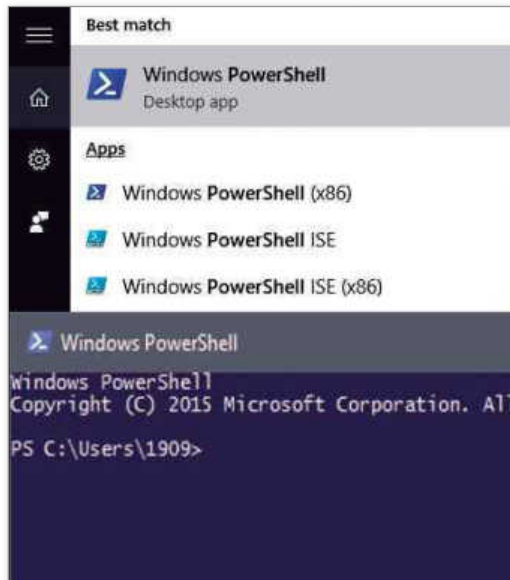 Best match
Windows PowerShell
Desktop app
Apps
Windows PowerShell (x86)
Windows PowerShell ISE
Windows PowerShell ISE (x86)
Windows PowerShell
Windows PowerShell
Copyright (C) 2015 Microsoft Corporation. All
PS C:\Users\1909>